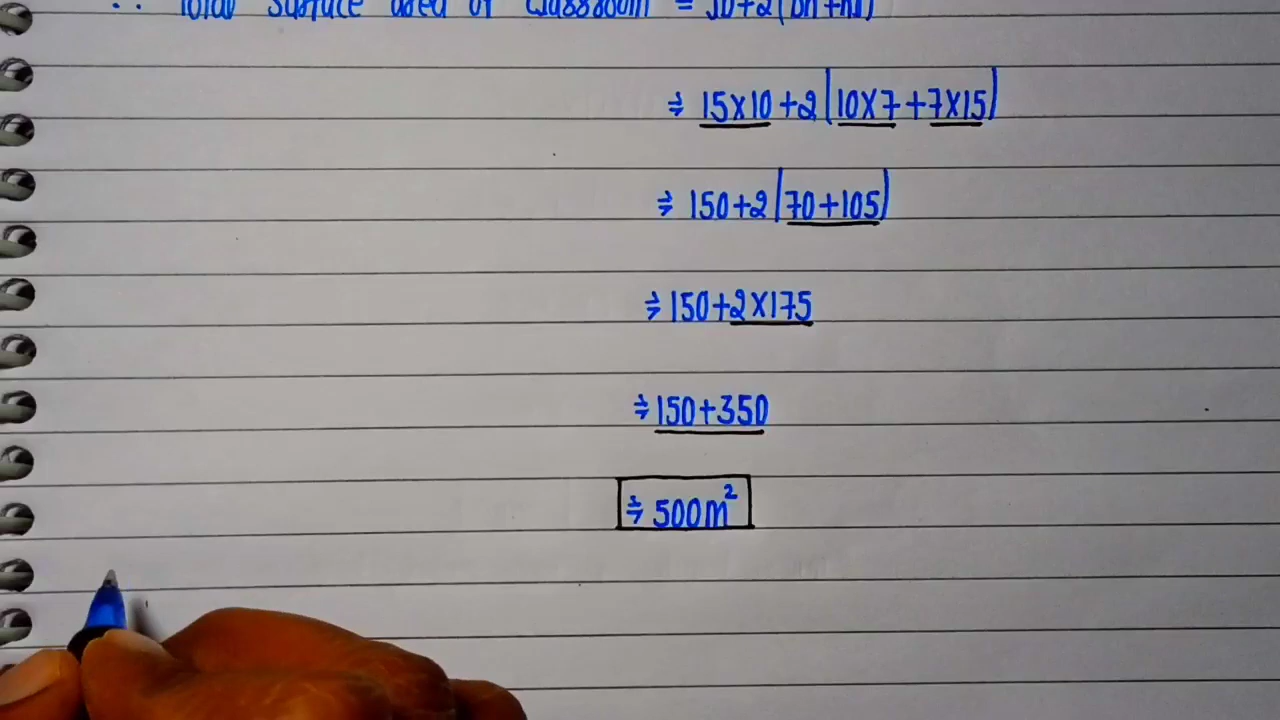 ∴ Total Surface area of Classroom = lb+2(bh+hl)
⇒ 15×10+2(10×7+7×15)
⇒ 150+2(70+105)
⇒ 150+2×175
⇒ 150+350
⇒ 500m²